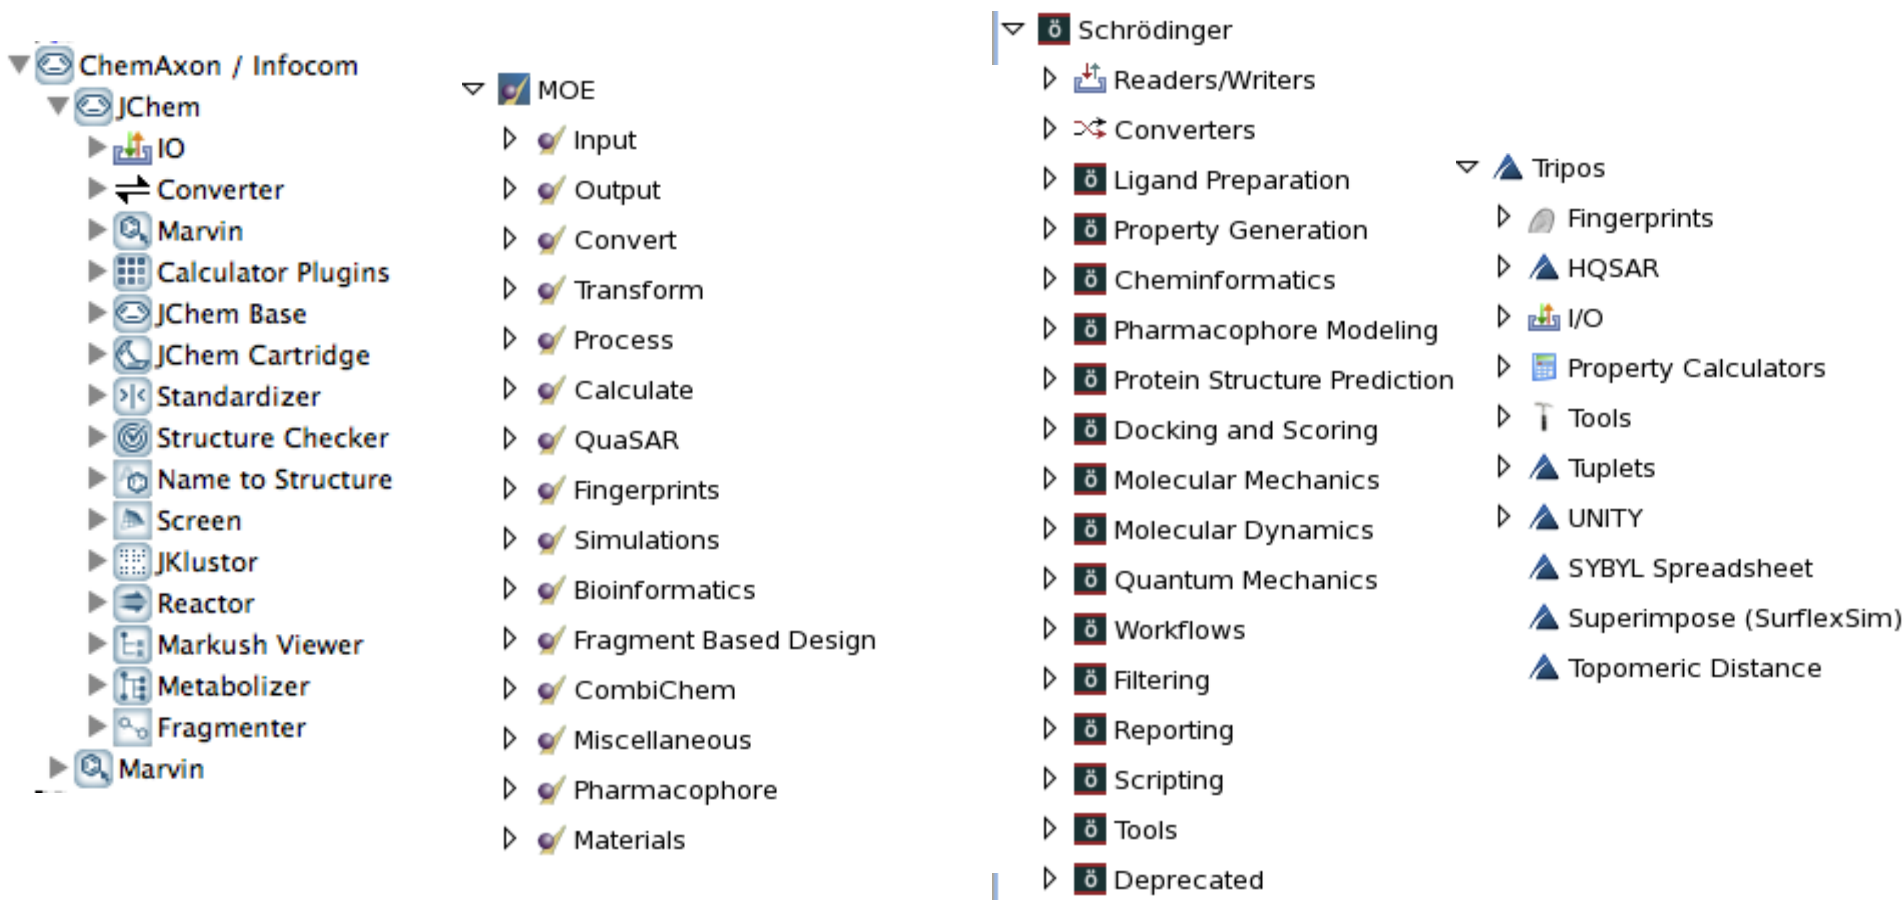 ChemAxon / Infocom
JChem
IO
Converter
Marvin
Calculator Plugins
JChem Base
JChem Cartridge
Standardizer
Structure Checker
Name to Structure
Screen
JKlustor
Reactor
Markush Viewer
Metabolizer
Fragmenter
Marvin
MOE
Input
Output
Convert
Transform
Process
Calculate
QuaSAR
Fingerprints
Simulations
Bioinformatics
Fragment Based Design
CombiChem
Miscellaneous
Pharmacophore
Materials
Schrödinger
Readers/Writers
Converters
Ligand Preparation
Property Generation
Cheminformatics
Pharmacophore Modeling
Protein Structure Prediction
Docking and Scoring
Molecular Mechanics
Molecular Dynamics
Quantum Mechanics
Workflows
Filtering
Reporting
Scripting
Tools
Deprecated
Tripos
Fingerprints
HQSAR
I/O
Property Calculators
Tools
Tuplets
UNITY
SYBYL Spreadsheet
Superimpose (SurflexSim)
Topomeric Distance